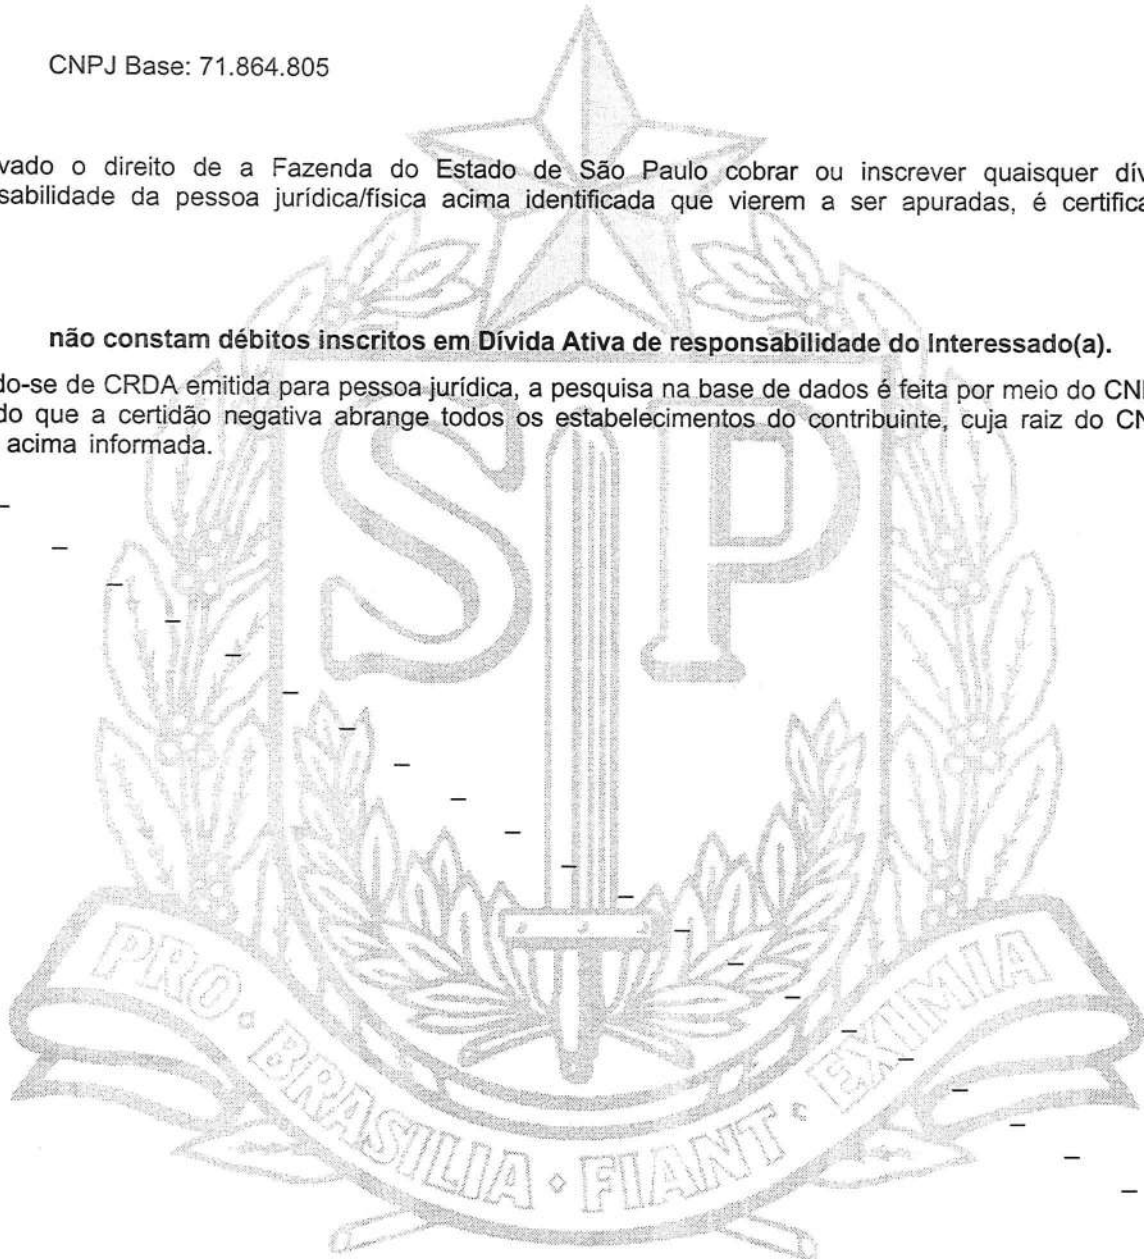 CNPJ Base: 71.864.805
vado o direito de a Fazenda do Estado de São Paulo cobrar ou inscrever quaisquer dív
sabilidade da pessoa jurídica/física acima identificada que vierem a ser apuradas, é certifica
não constam débitos inscritos em Dívida Ativa de responsabilidade do Interessado(a).
do-se de CRDA emitida para pessoa jurídica, a pesquisa na base de dados é feita por meio do CN
do que a certidão negativa abrange todos os estabelecimentos do contribuinte, cuja raiz do CN
acima informada.
SP
PRO • BRASILIA • FIANT • EXIMIA